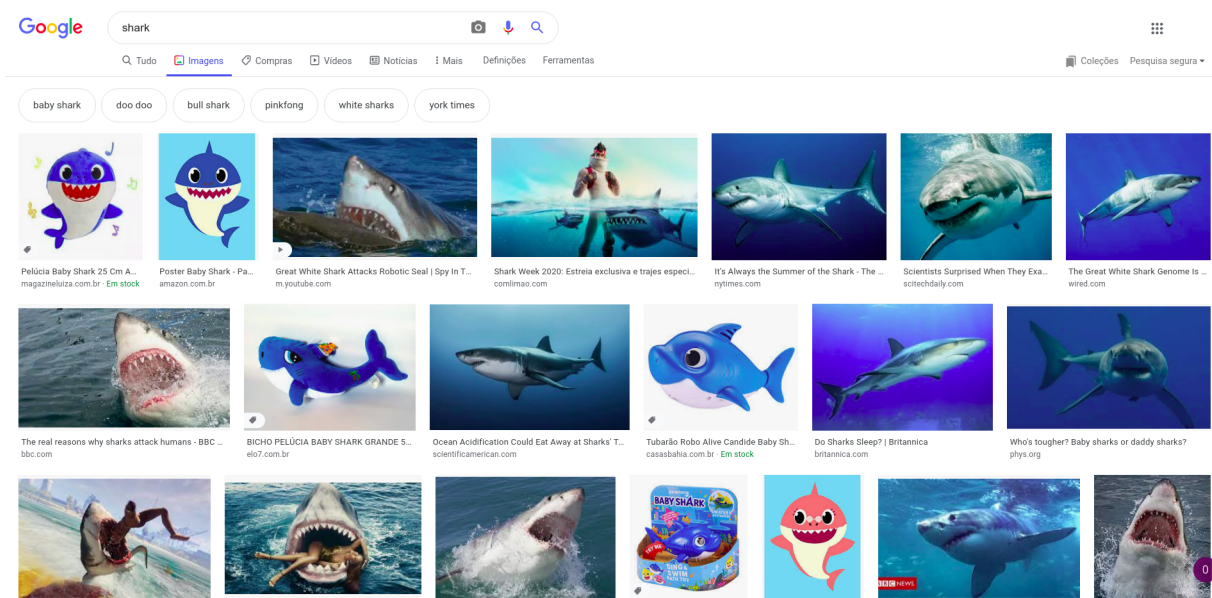 Google
shark
Tudo Imagens Compras Vídeos Notícias Mais Definições Ferramentas
Coleções Pesquisa segura
baby shark doo doo bull shark pinkfong white sharks york times
Pelúcia Baby Shark 25 Cm A...
magazineluiza.com.br · Em stock
Poster Baby Shark - Pa...
amazon.com.br
Great White Shark Attacks Robotic Seal | Spy In T...
m.youtube.com
Shark Week 2020: Estreia exclusiva e trajes especi...
comlimao.com
It's Always the Summer of the Shark - The ...
nytimes.com
Scientists Surprised When They Exa...
scitechdaily.com
The Great White Shark Genome Is ...
wired.com
The real reasons why sharks attack humans - BBC ...
bbc.com
BICHO PELÚCIA BABY SHARK GRANDE 5...
elo7.com.br
Ocean Acidification Could Eat Away at Sharks' T...
scientificamerican.com
Tubarão Robo Alive Candide Baby Sh...
casasbahia.com.br · Em stock
Do Sharks Sleep? | Britannica
britannica.com
Who's tougher? Baby sharks or daddy sharks?
phys.org
BABY SHARK
TRY ME
SING &
SWIM
BATH TOY
BBC NEWS
0